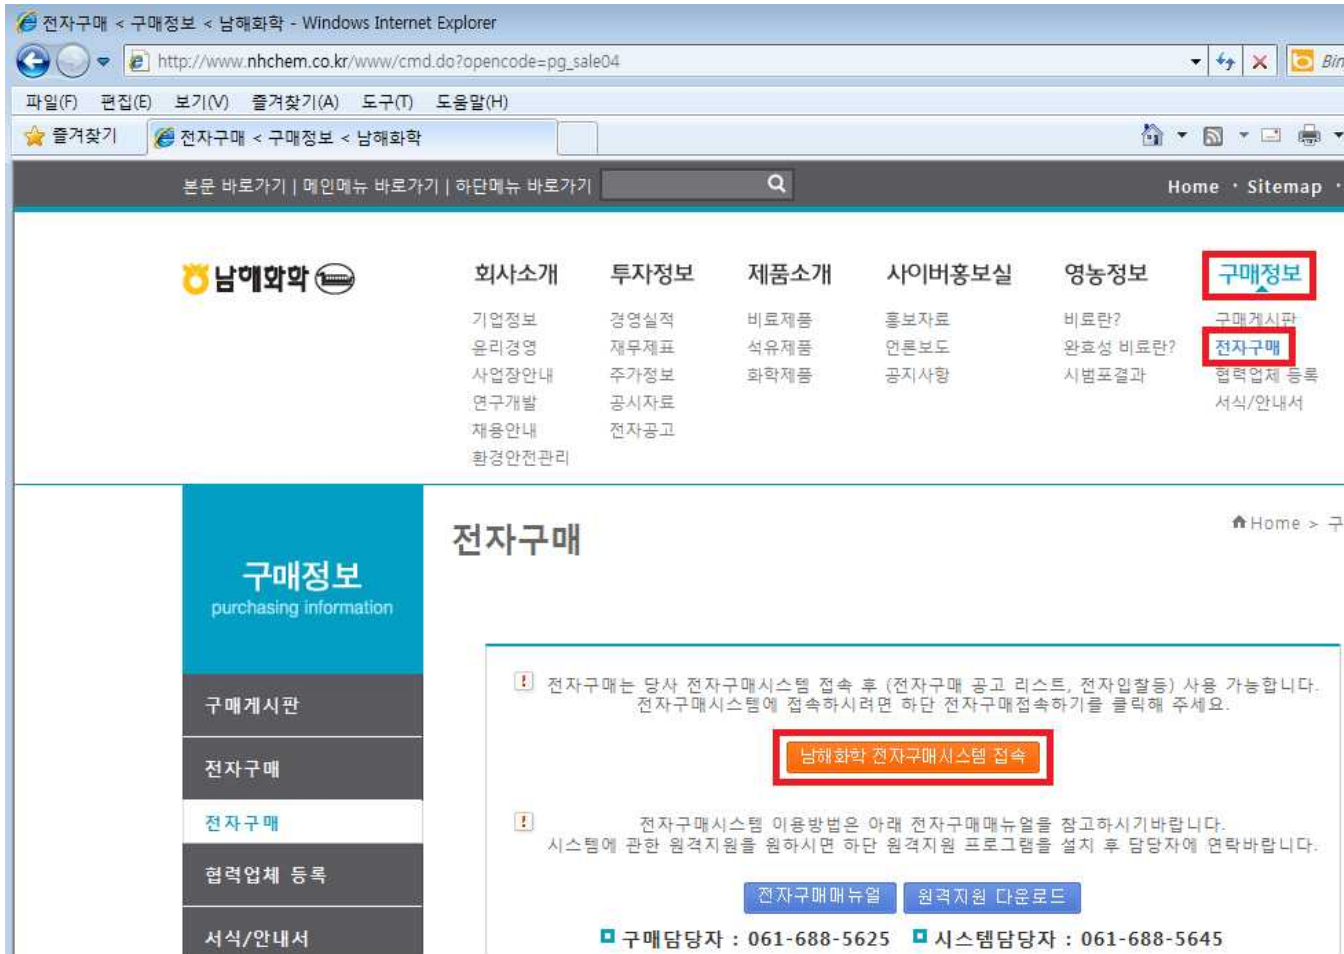 전자구매 < 구매정보 < 남해화학 - Windows Internet Explorer
http://www.nhchem.co.kr/www/cmd.do?opencode=pg_sale04
Bin
파일(F) 편집(E) 보기(V) 즐겨찾기(A) 도구(T) 도움말(H)
즐겨찾기 전자구매 < 구매정보 < 남해화학
본문 바로가기 | 메인메뉴 바로가기 | 하단메뉴 바로가기 Home · Sitemap ·
남해화학 회사소개 투자정보 제품소개 사이버홍보실 영농정보 구매정보
기업정보 경영실적 비료제품 홍보자료 비료란? 구매게시판
윤리경영 재무제표 석유제품 언론보도 완효성 비료란? 전자구매
사업장안내 주가정보 화학제품 공지사항 시범포결과 협력업체 등록
연구개발 공시자료 서식/안내서
채용안내 전자공고
환경안전관리
전자구매 Home > 구
구매정보
purchasing information
구매게시판
전자구매
전자구매
협력업체 등록
서식/안내서
전자구매는 당사 전자구매시스템 접속 후 (전자구매 공고 리스트, 전자입찰등) 사용 가능합니다.
전자구매시스템에 접속하시려면 하단 전자구매접속하기를 클릭해 주세요.
남해화학 전자구매시스템 접속
전자구매시스템 이용방법은 아래 전자구매매뉴얼을 참고하시기바랍니다.
시스템에 관한 원격지원을 원하시면 하단 원격지원 프로그램을 설치 후 담당자에 연락바랍니다.
전자구매매뉴얼 원격지원 다운로드
구매담당자 : 061-688-5625 시스템담당자 : 061-688-5645